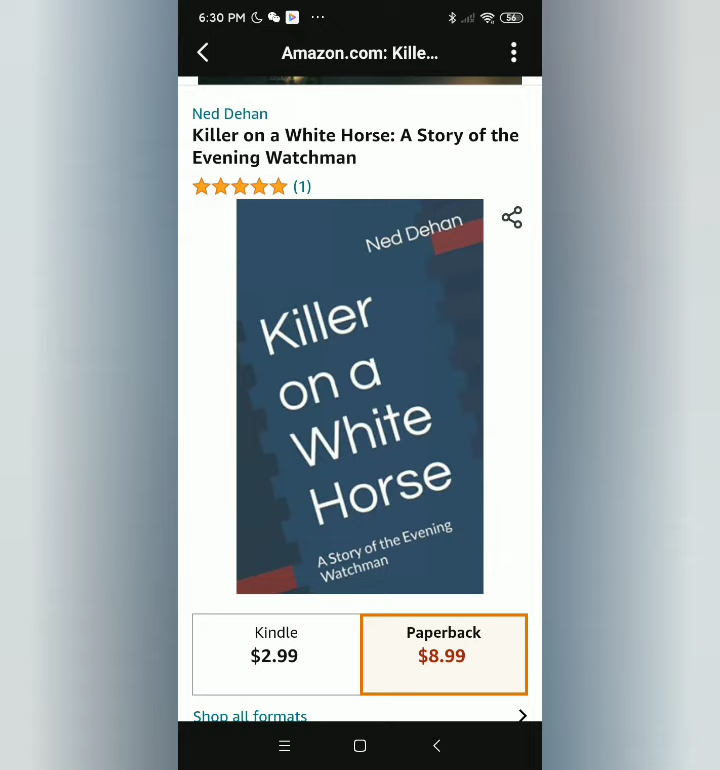 6:30 PM ... 56
Amazon.com: Kille...
Ned Dehan
Killer on a White Horse: A Story of the
Evening Watchman
(1)
Ned Dehan
Killer
on a
White
Horse
A Story of the Evening
Watchman
Kindle
$2.99
Paperback
$8.99
Shop all formats